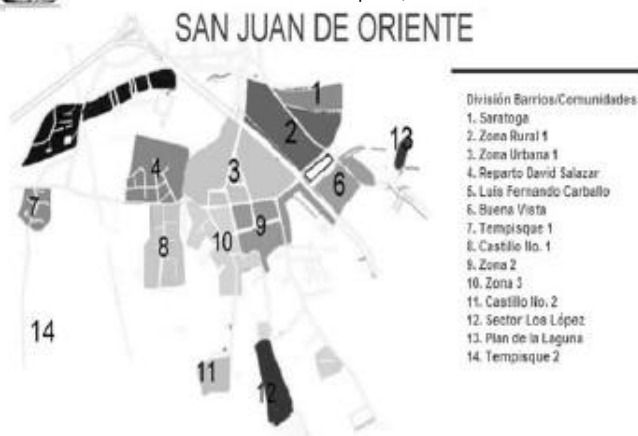 SAN JUAN DE ORIENTE
División Barrios/Comunidades
1. Saratoga
2. Zona Rural 1
3. Zona Urbana 1
4. Reparto David Salazar
5. Luis Fernando Carballo
6. Buena Vista
7. Tempisque 1
8. Castillo No. 1
9. Zona 2
10. Zona 3
11. Castillo No. 2
12. Sector Los López
13. Plan de la Laguna
14. Tempisque 2
1
2
13
3
4
6
7
9
8
10
14
11
12